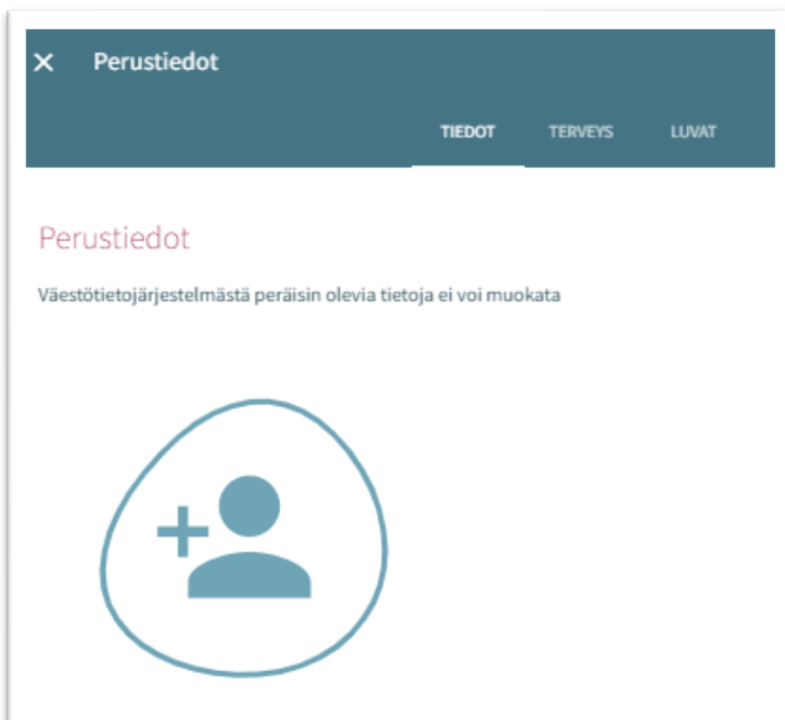 Perustiedot
TIEDOT TERVEYS LUVAT
Perustiedot
Väestötietojärjestelmästä peräisin olevia tietoja ei voi muokata